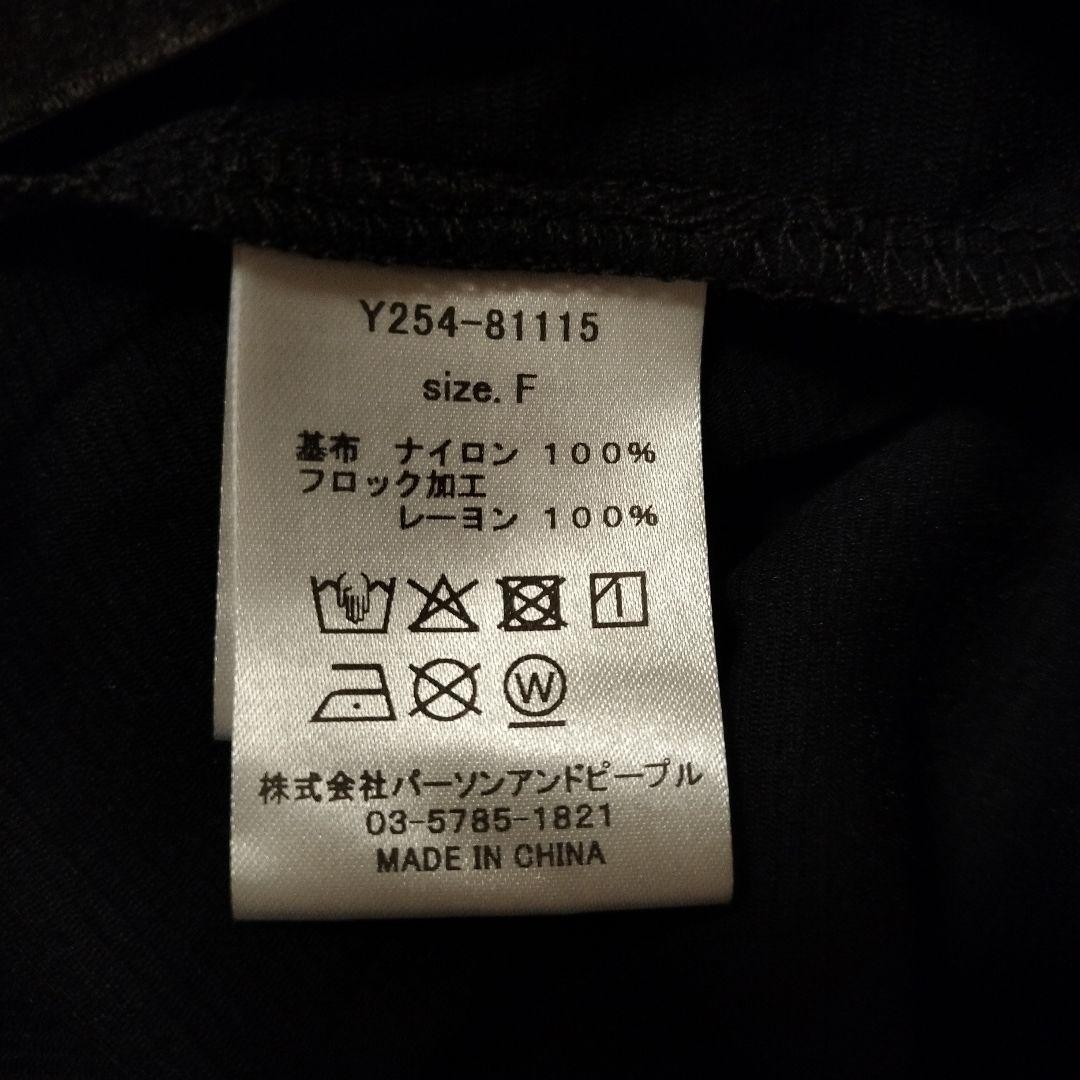 Y254-81115
size. F
基布 ナイロン 100%
フロック加工
レーヨン 100%
W
株式会社パーソンアンドピープル
03-5785-1821
MADE IN CHINA